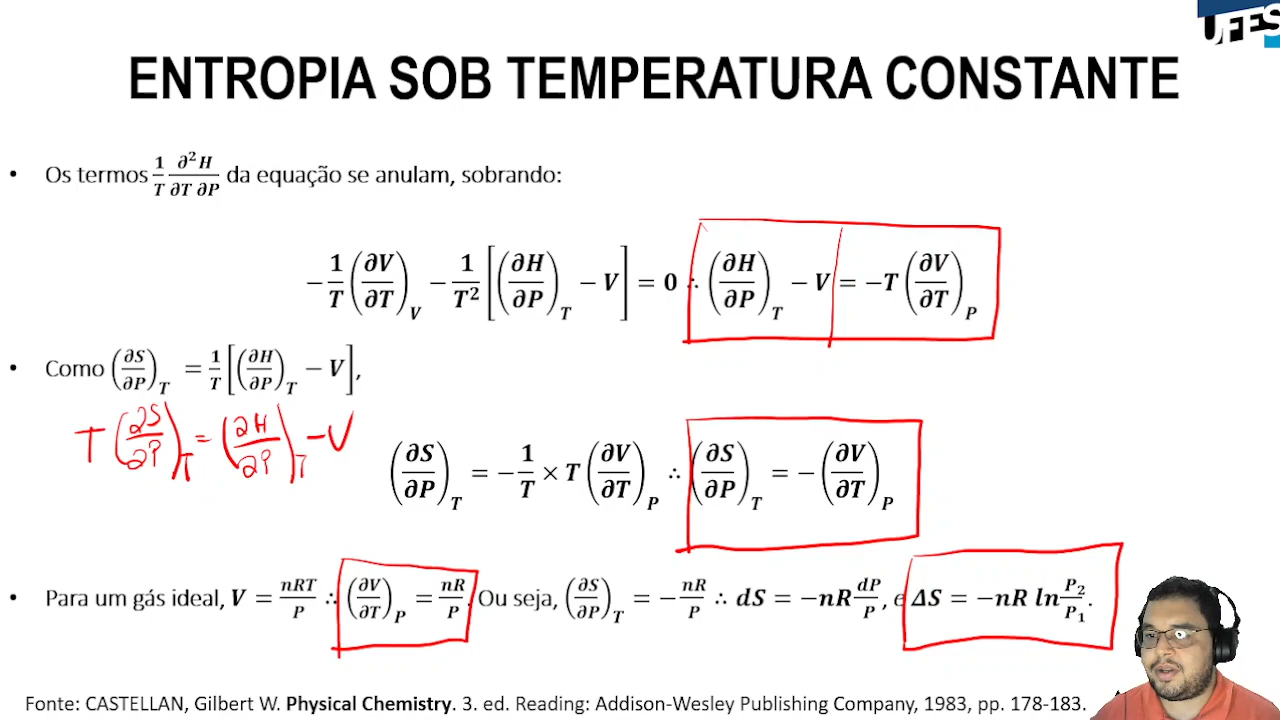 UFES
ENTROPIA SOB TEMPERATURA CONSTANTE
• Os termos 1/T ∂²H/∂T ∂P da equação se anulam, sobrando:
−1/T (∂V/∂T)_V − 1/T² [(∂H/∂P)_T − V] = 0 ∴ (∂H/∂P)_T − V = −T (∂V/∂T)_P
• Como (∂S/∂P)_T = 1/T [(∂H/∂P)_T − V],
T (∂S/∂P)_T = (∂H/∂P)_T − V
(∂S/∂P)_T = −1/T × T (∂V/∂T)_P ∴ (∂S/∂P)_T = −(∂V/∂T)_P
• Para um gás ideal, V = nRT/P ∴ (∂V/∂T)_P = nR/P. Ou seja, (∂S/∂P)_T = −nR/P ∴ dS = −nR dP/P, e ΔS = −nR ln P₂/P₁.
Fonte: CASTELLAN, Gilbert W. Physical Chemistry. 3. ed. Reading: Addison-Wesley Publishing Company, 1983, pp. 178-183.